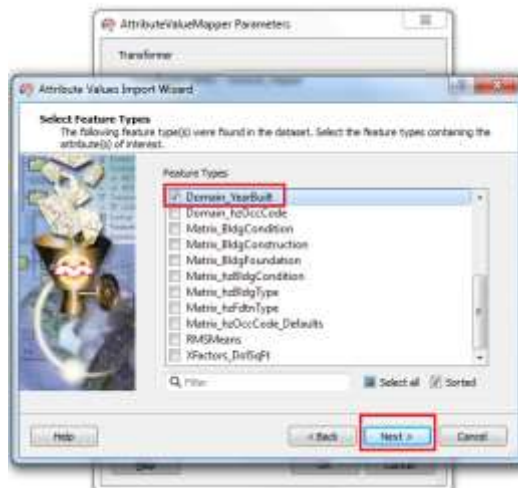 AttributeValueMapper Parameters
Transformer
Attribute Values Import Wizard
Select Feature Types
The following feature type(s) were found in the dataset. Select the feature types containing the
attribute(s) of interest.
Feature Types
Domain_YearBuilt
Domain_hzOccCode
Matrix_BldgCondition
Matrix_BldgConstruction
Matrix_BldgFoundation
Matrix_hzBldgCondition
Matrix_hzBldgType
Matrix_hzFdtnType
Matrix_hzOccCode_Defaults
RMSMeans
XFactors_DolSqFt
Filter
Select all
Sorted
Help
< Back
Next >
Cancel